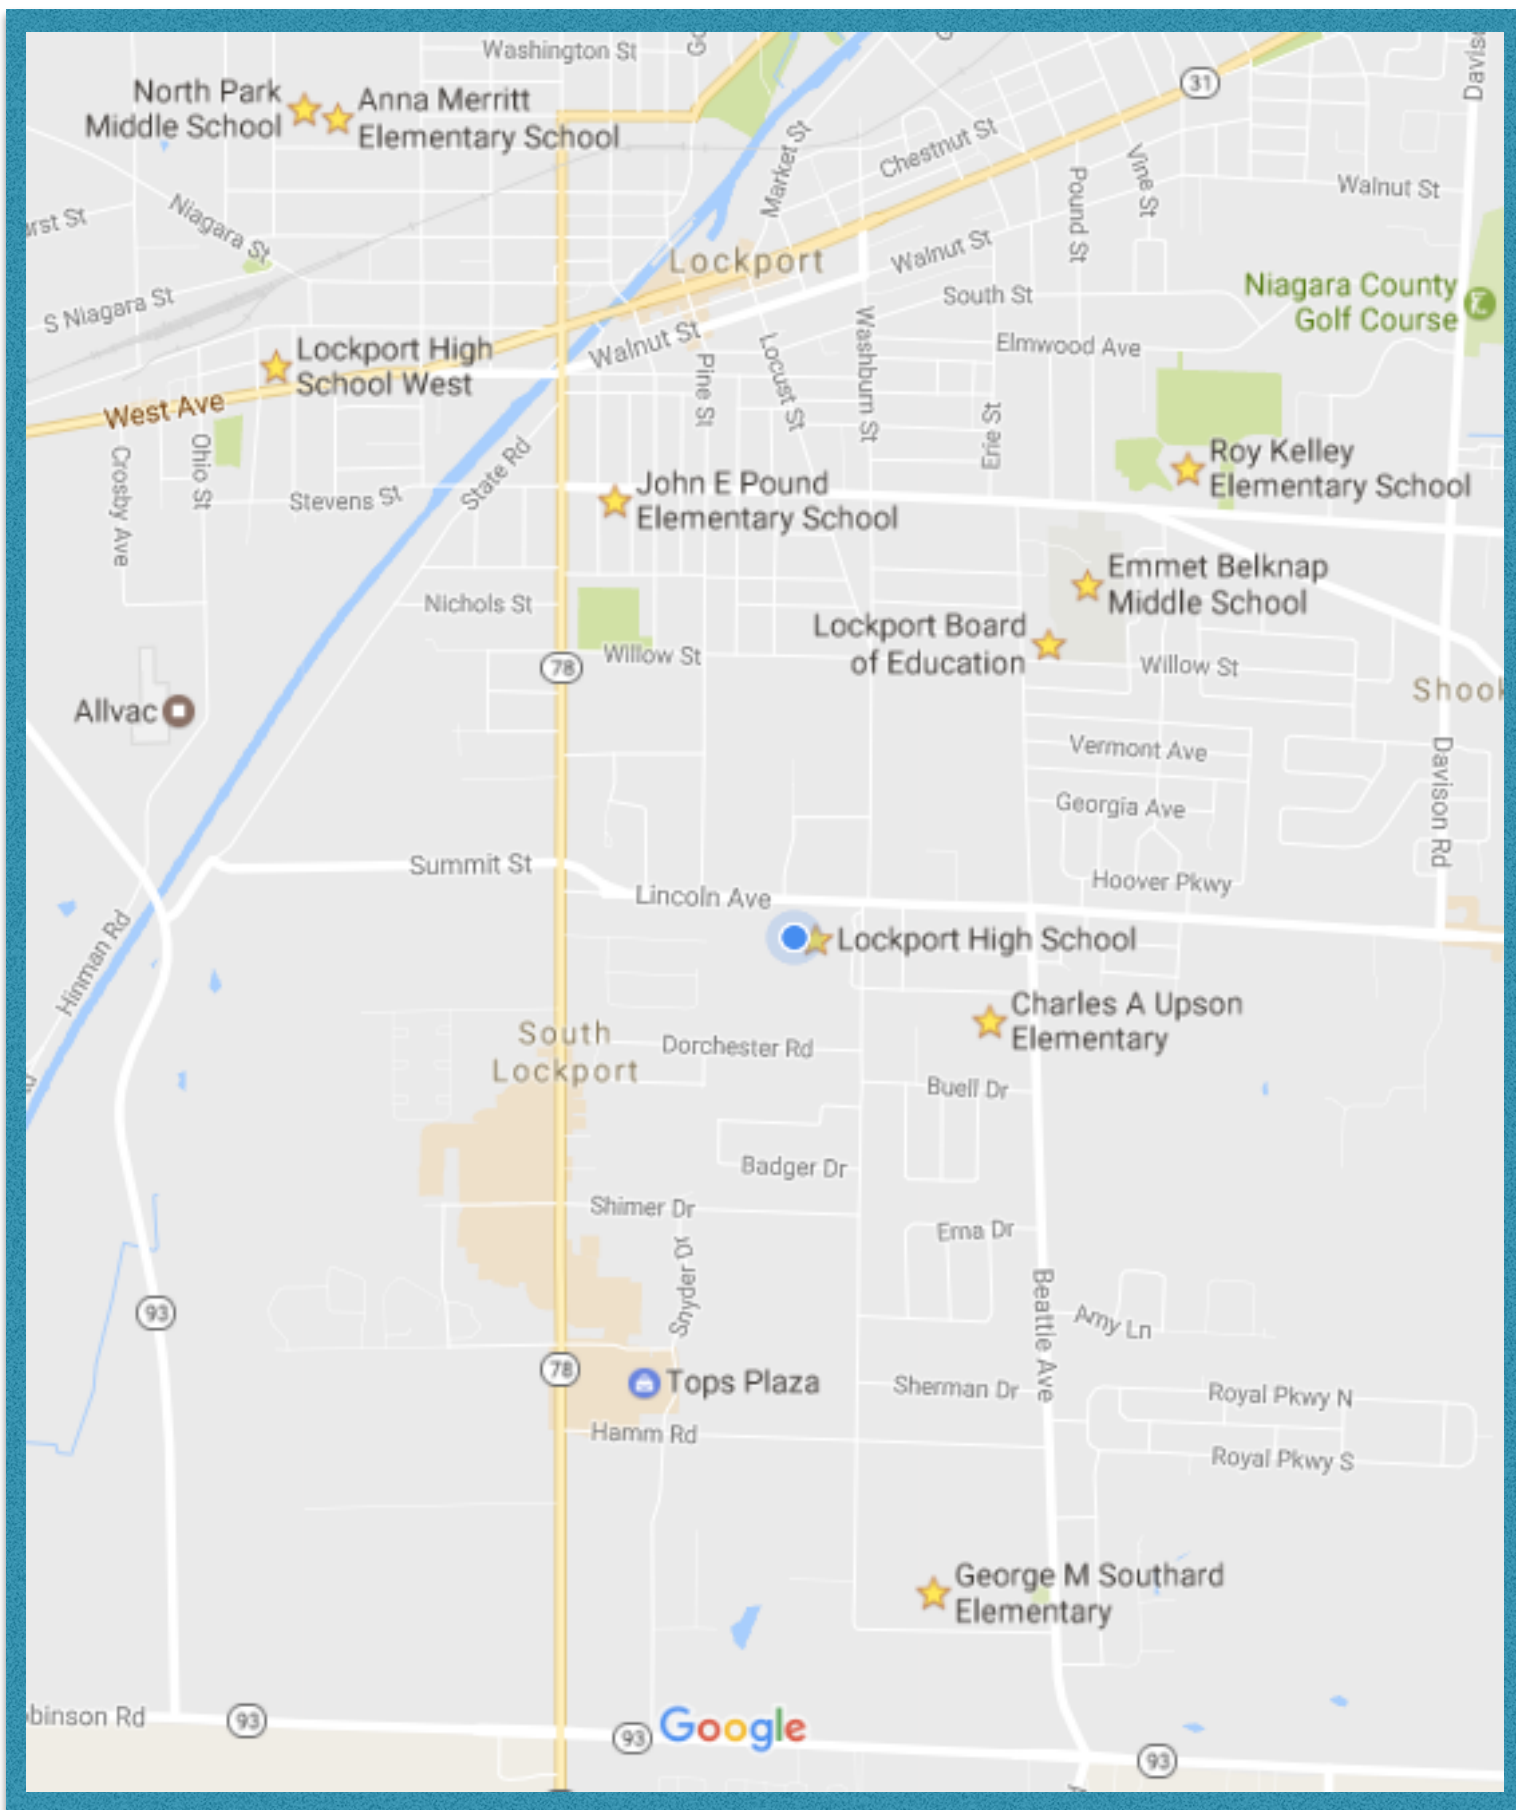 Washington St
Davis
31
North Park
Middle School
Anna Merritt
Elementary School
Market St
Chestnut St
Vine St
Pound St
Walnut St
Niagara St
rst St
Lockport
Walnut St
South St
Niagara County
Golf Course
S Niagara St
Elmwood Ave
Washburn St
Locust St
Walnut St
Pine St
Lockport High
School West
West Ave
Erie St
Ohio St
Crosby Ave
Stevens St
State Rd
John E Pound
Elementary School
Roy Kelley
Elementary School
Emmet Belknap
Middle School
Nichols St
Lockport Board
of Education
Willow St
Willow St
78
Shook
Allvac
Vermont Ave
Davison Rd
Georgia Ave
Summit St
Lincoln Ave
Hoover Pkwy
Hinman Rd
Lockport High School
Charles A Upson
Elementary
South
Lockport
Dorchester Rd
Buell Dr
Badger Dr
Shimer Dr
Erna Dr
Snyder Dr
Beattie Ave
93
Amy Ln
78
Tops Plaza
Sherman Dr
Royal Pkwy N
Hamm Rd
Royal Pkwy S
George M Southard
Elementary
binson Rd
93
93
Google
93